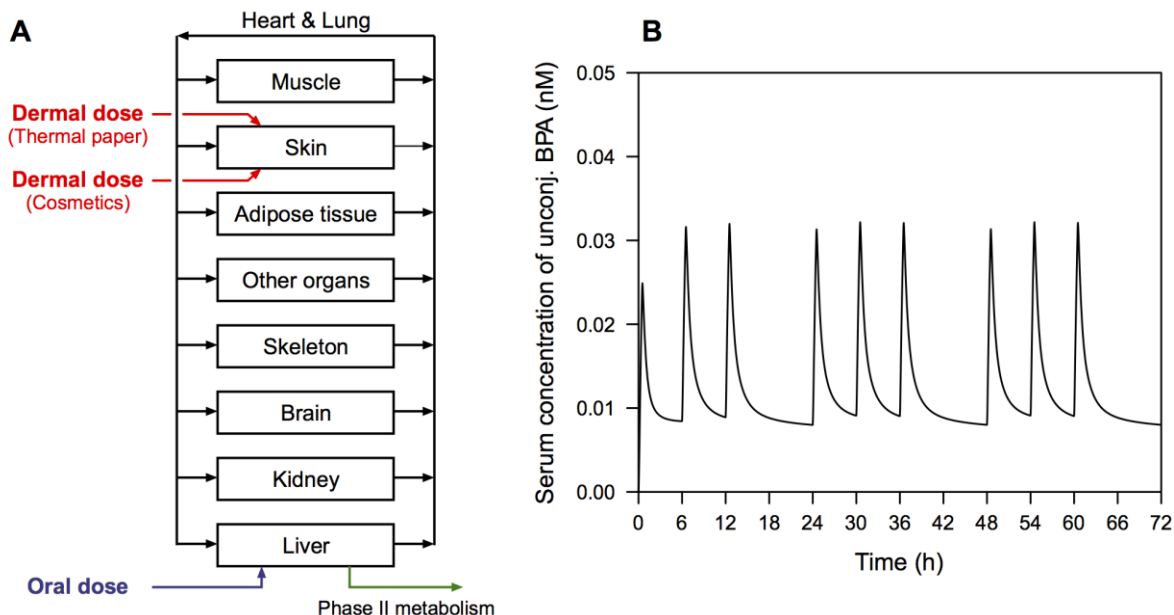 A
Heart & Lung
Muscle
Dermal dose
(Thermal paper)
Skin
Dermal dose
(Cosmetics)
Adipose tissue
Other organs
Skeleton
Brain
Kidney
Liver
Oral dose
Phase II metabolism
B
Serum concentration of unconj. BPA (nM)
0.05
0.04
0.03
0.02
0.01
0.00
0 6 12 18 24 30 36 42 48 54 60 66 72
Time (h)